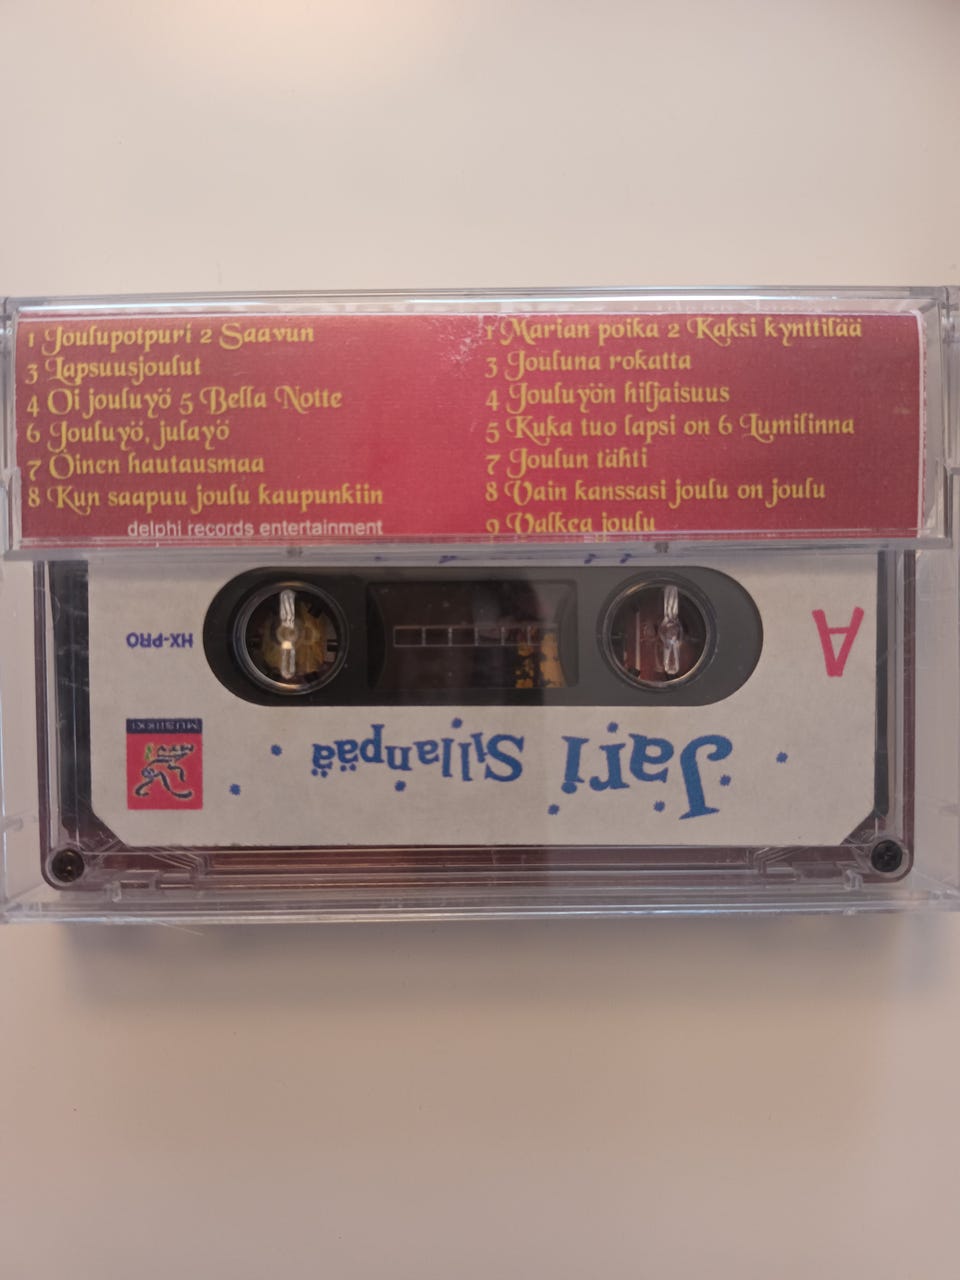 1 Joulupotpuri 2 Saavun
3 Lapsuusjoulut
4 Oi jouluyö 5 Bella Notte
6 Jouluyö, julayö
7 Öinen hautausmaa
8 Kun saapuu joulu kaupunkiin
delphi records entertainment
1 Marian poika 2 Kaksi kynttilää
3 Jouluna rokatta
4 Jouluyön hiljaisuus
5 Kuka tuo lapsi on 6 Lumilinna
7 Joulun tähti
8 Vain kanssasi joulu on joulu
9 Valkea joulu
A
HX-PRO
Jari Sillanpää
MTV
MUSIIKKI